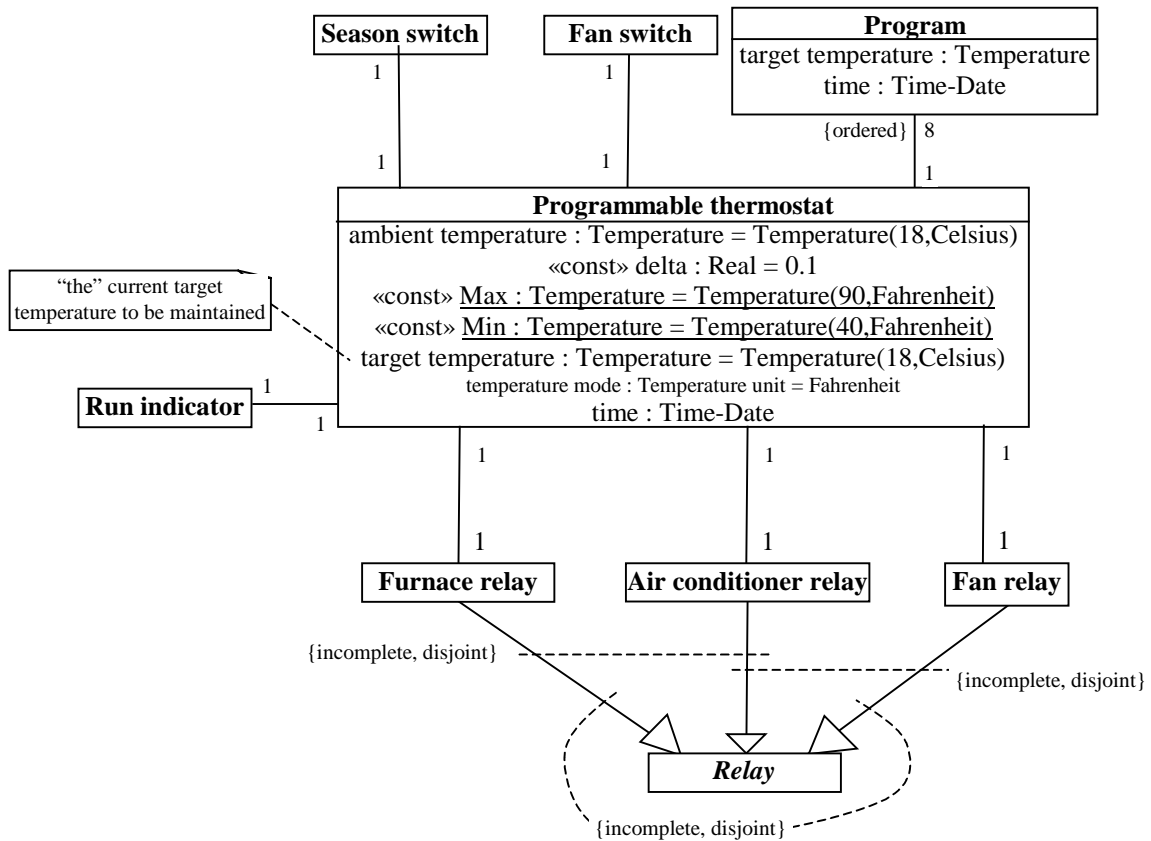 Season switch
Fan switch
Program
target temperature : Temperature
time : Time-Date
1
1
{ordered} 8
1
1
1
Programmable thermostat
ambient temperature : Temperature = Temperature(18,Celsius)
«const» delta : Real = 0.1
«const» Max : Temperature = Temperature(90,Fahrenheit)
«const» Min : Temperature = Temperature(40,Fahrenheit)
target temperature : Temperature = Temperature(18,Celsius)
temperature mode : Temperature unit = Fahrenheit
time : Time-Date
“the” current target
temperature to be maintained
Run indicator
1
1
1
1
1
1
1
1
Furnace relay
Air conditioner relay
Fan relay
{incomplete, disjoint}
{incomplete, disjoint}
Relay
{incomplete, disjoint}